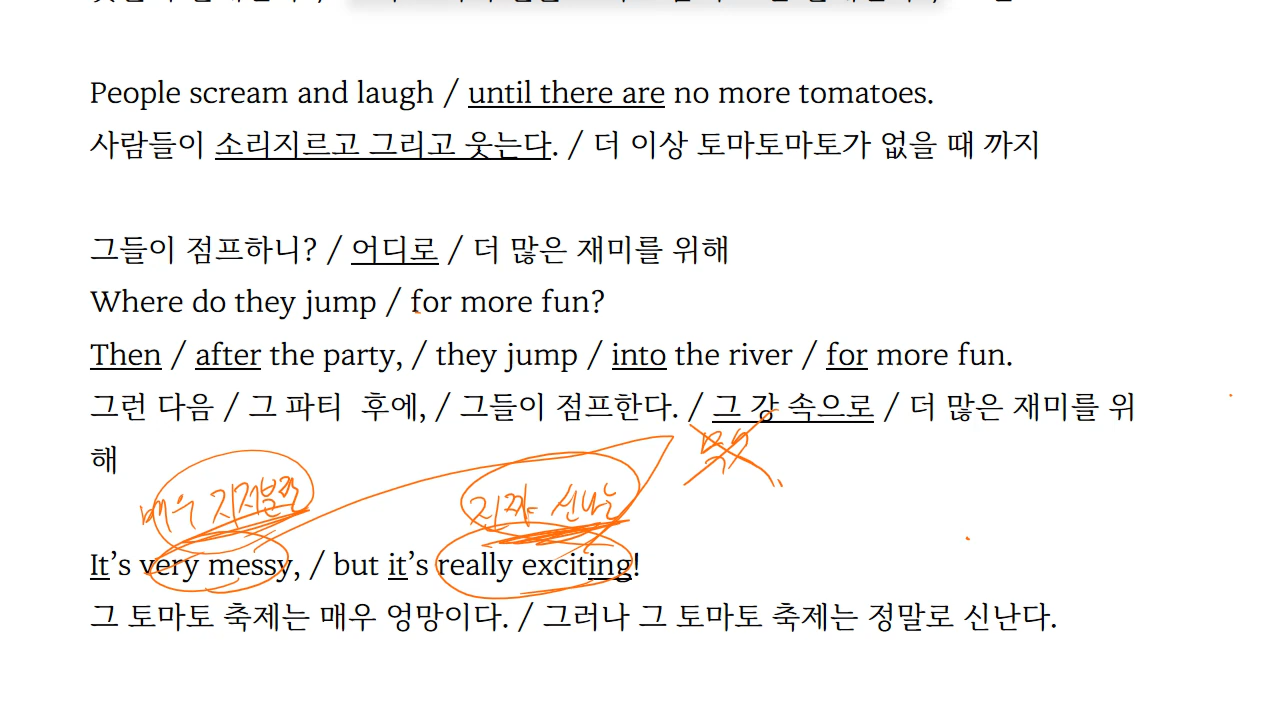 People scream and laugh / until there are no more tomatoes.
사람들이 소리지르고 그리고 웃는다. / 더 이상 토마토마토가 없을 때 까지
그들이 점프하니? / 어디로 / 더 많은 재미를 위해
Where do they jump / for more fun?
Then / after the party, / they jump / into the river / for more fun.
그런 다음 / 그 파티 후에, / 그들이 점프한다. / 그 강 속으로 / 더 많은 재미를 위
해
매우 지저분한
진짜 신나는
It’s very messy, / but it’s really exciting!
그 토마토 축제는 매우 엉망이다. / 그러나 그 토마토 축제는 정말로 신난다.